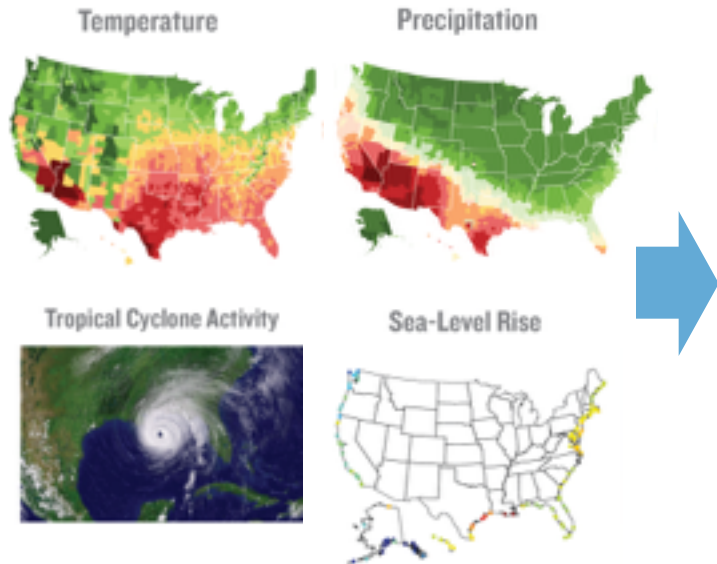 Temperature
Precipitation
Tropical Cyclone Activity
Sea-Level Rise